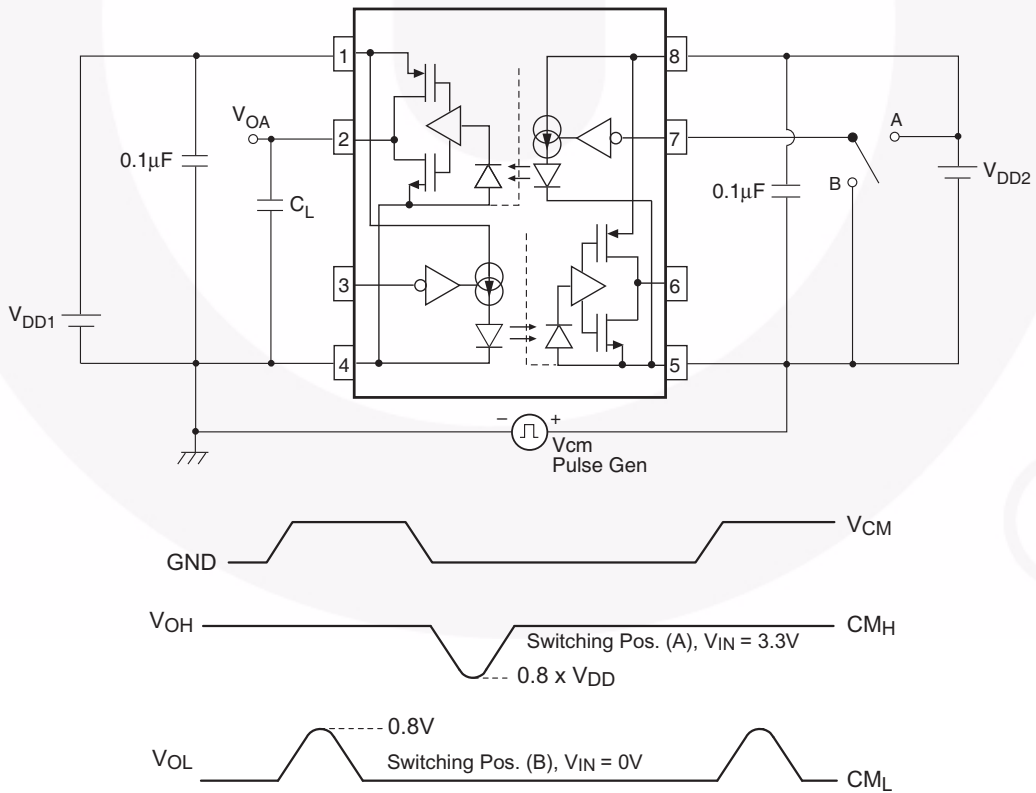 1
8
V_OA
2
7
A
0.1μF
C_L
B
0.1μF
V_DD2
3
6
V_DD1
4
5
– +
Vcm
Pulse Gen
V_CM
GND
V_OH
CM_H
Switching Pos. (A), V_IN = 3.3V
0.8 x V_DD
0.8V
V_OL
Switching Pos. (B), V_IN = 0V
CM_L